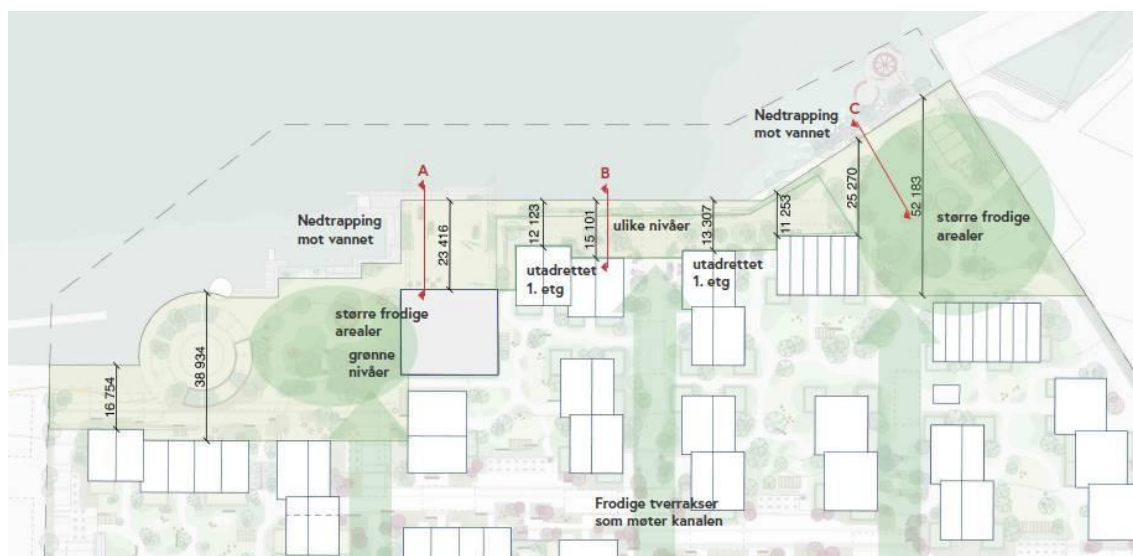 Nedtrapping
mot vannet
C
A
B
Nedtrapping
mot vannet
23 416
12 123
15 101
ulike nivåer
13 307
11 253
25 270
52 183
større frodige
arealer
utadrettet
1. etg
utadrettet
1. etg
større frodige
arealer
grønne
nivåer
38 934
16 754
Frodige tverrakser
som møter kanalen